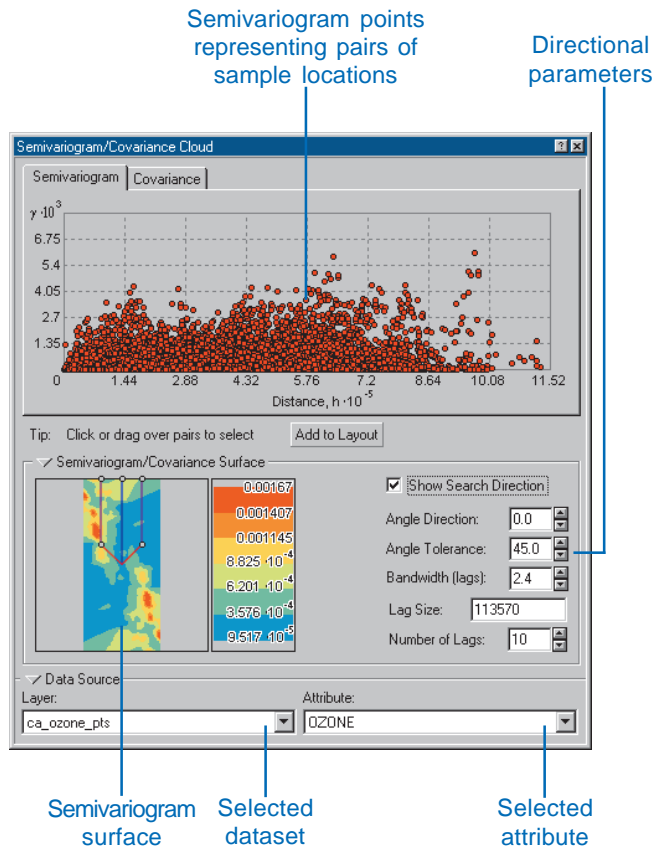 Semivariogram points
representing pairs of
sample locations
Directional
parameters
Semivariogram/Covariance Cloud
Semivariogram
Covariance
γ·10³
6.75
5.4
4.05
2.7
1.35
0
1.44
2.88
4.32
5.76
7.2
8.64
10.08
11.52
Distance, h·10⁻⁵
Tip: Click or drag over pairs to select
Add to Layout
Semivariogram/Covariance Surface
0.00167
0.001407
0.001145
8.825·10⁻⁴
6.201·10⁻⁴
3.576·10⁻⁴
9.517·10⁻⁵
Show Search Direction
Angle Direction: 0.0
Angle Tolerance: 45.0
Bandwidth (lags): 2.4
Lag Size: 113570
Number of Lags: 10
Data Source
Layer:
ca_ozone_pts
Attribute:
OZONE
Semivariogram
surface
Selected
dataset
Selected
attribute